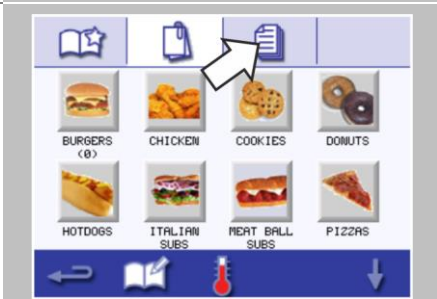 BURGERS
(0)
CHICKEN
COOKIES
DONUTS
HOTDOGS
ITALIAN
SUBS
MEAT BALL
SUBS
PIZZAS